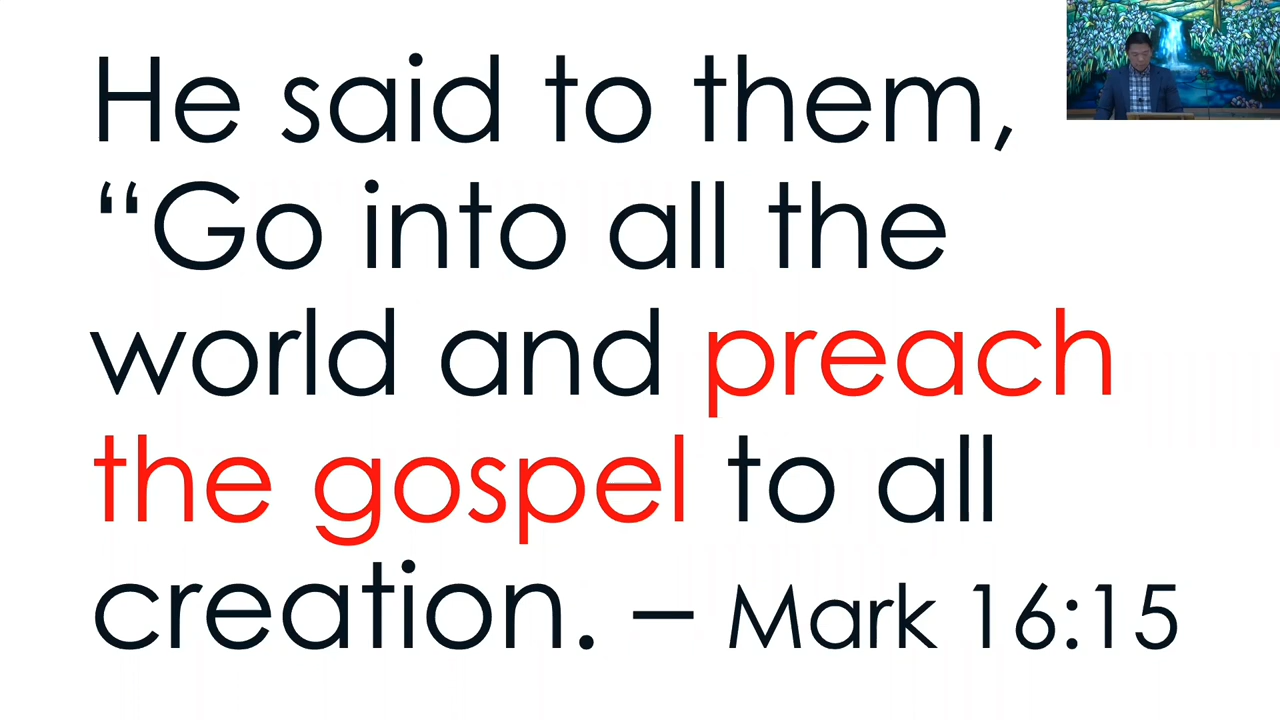 He said to them,
“Go into all the
world and preach
the gospel to all
creation. – Mark 16:15